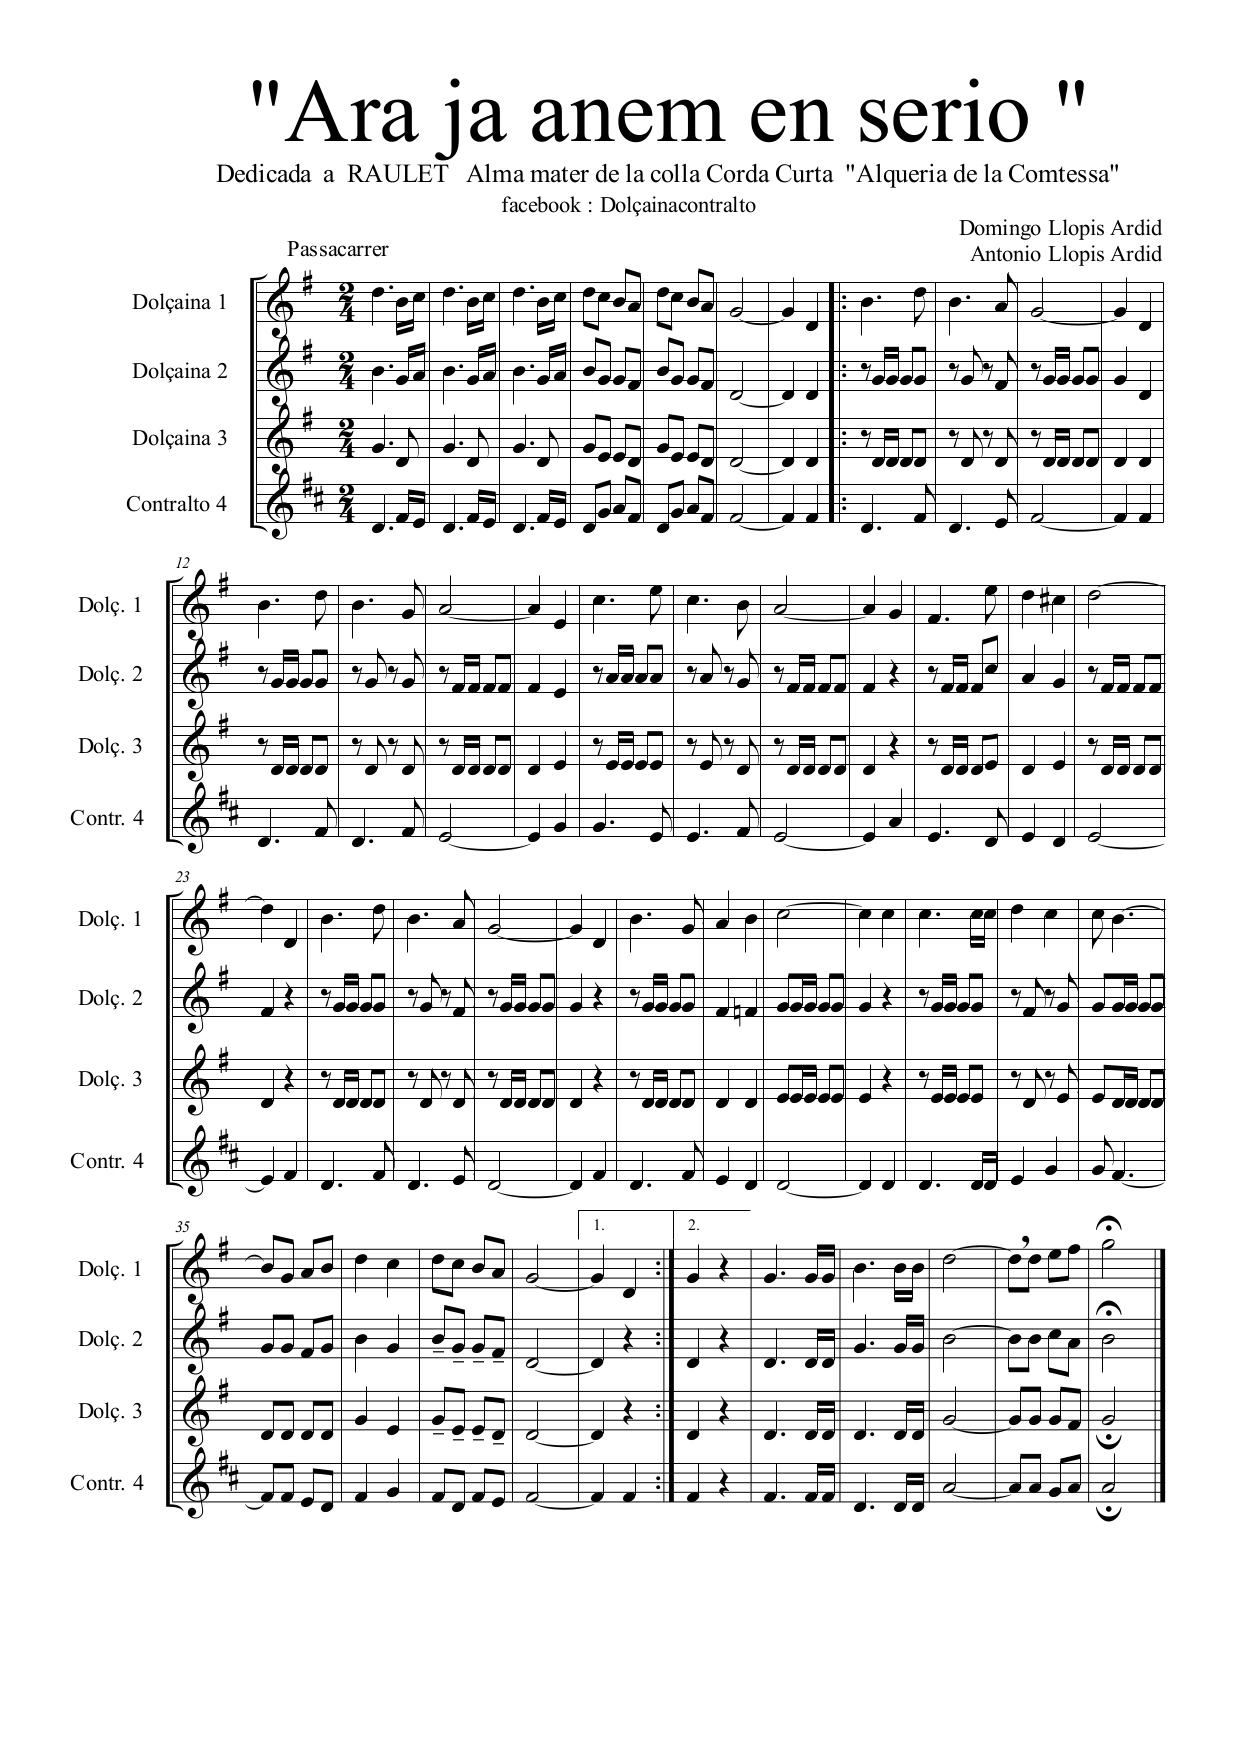 "Ara ja anem en serio "
Dedicada a RAULET Alma mater de la colla Corda Curta "Alqueria de la Comtessa"
facebook : Dolçainacontralto
Domingo Llopis Ardid
Passacarrer
Antonio Llopis Ardid
Dolçaina 1
Dolçaina 2
Dolçaina 3
Contralto 4
12
Dolç. 1
Dolç. 2
Dolç. 3
Contr. 4
23
Dolç. 1
Dolç. 2
Dolç. 3
Contr. 4
35
1. 2.
Dolç. 1
Dolç. 2
Dolç. 3
Contr. 4